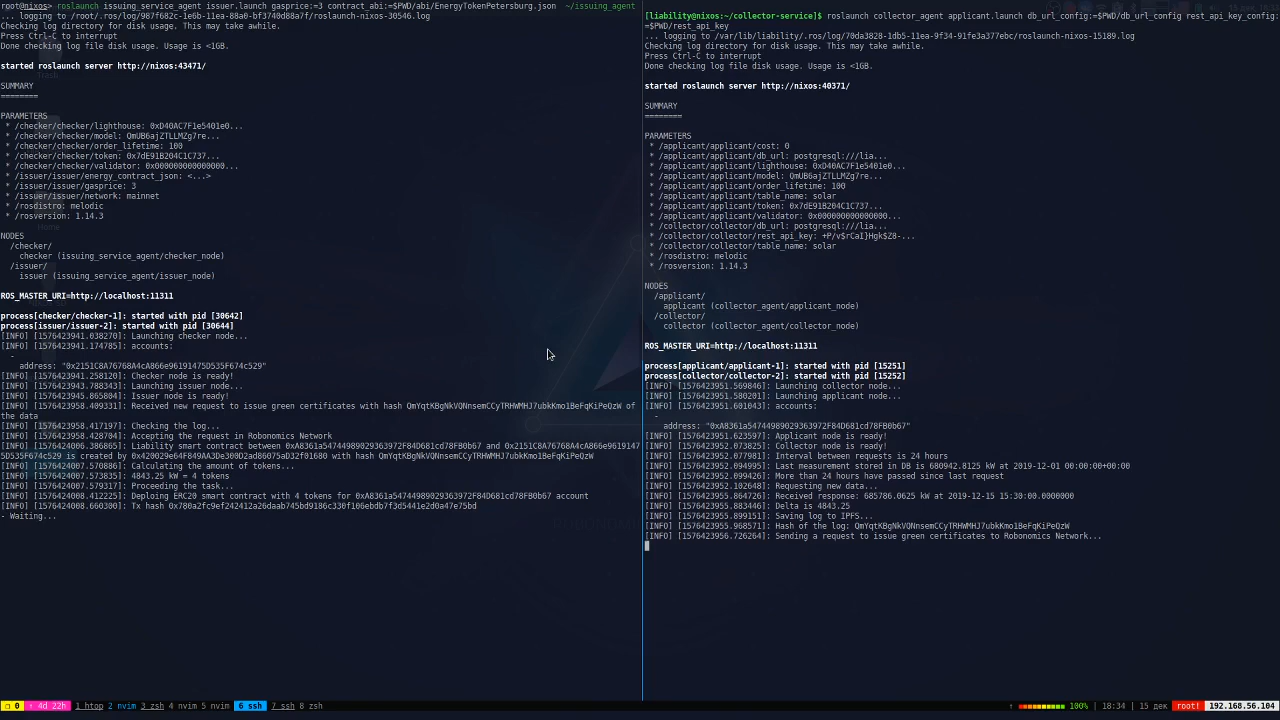 root@nixos> roslaunch issuing_service_agent issuer.launch gasprice:=3 contract_abi:=$PWD/abi/EnergyTokenPetersburg.json ~/issuing_agent
... logging to /root/.ros/log/987f682c-1e6b-11ea-88a0-bf3740d88a7f/roslaunch-nixos-30546.log
Checking log directory for disk usage. This may take awhile.
Press Ctrl-C to interrupt
Done checking log file disk usage. Usage is <1GB.
started roslaunch server http://nixos:43471/
SUMMARY
========
PARAMETERS
* /checker/checker/lighthouse: 0xD40AC7F1e5401e0...
* /checker/checker/model: QmUB6ajZTLLMZg7re...
* /checker/checker/order_lifetime: 100
* /checker/checker/token: 0x7dE91B204C1C737...
* /checker/checker/validator: 0x0000000000000...
* /issuer/issuer/energy_contract_json: <...>
* /issuer/issuer/gasprice: 3
* /issuer/issuer/network: mainnet
* /rosdistro: melodic
* /rosversion: 1.14.3
NODES
/checker/
checker (issuing_service_agent/checker_node)
/issuer/
issuer (issuing_service_agent/issuer_node)
ROS_MASTER_URI=http://localhost:11311
process[checker/checker-1]: started with pid [30642]
process[issuer/issuer-2]: started with pid [30644]
[INFO] [1576423941.038270]: Launching checker node...
[INFO] [1576423941.174785]: accounts:
-
address: "0x2151C8A76768A4cA866e96191475D535F674c529"
[INFO] [1576423941.258120]: Checker node is ready!
[INFO] [1576423943.788343]: Launching issuer node...
[INFO] [1576423945.865804]: Issuer node is ready!
[INFO] [1576423958.409331]: Received new request to issue green certificates with hash QmYqtKBgNkVQNnsemCCyTRHWMHJ7ubkKmo1BeFqKiPeQzW of
the data
[INFO] [1576423958.417197]: Checking the log...
[INFO] [1576423958.428704]: Accepting the request in Robonomics Network
[INFO] [1576424006.386865]: Liability smart contract between 0xA8361a54744989029363972F84D681cd78FB0b67 and 0x2151C8A76768A4cA866e9619147
5D535F674c529 is created by 0x420029e64F849AA3De300D2ad86075aD32f01680 with hash QmYqtKBgNkVQNnsemCCyTRHWMHJ7ubkKmo1BeFqKiPeQzW
[INFO] [1576424007.570886]: Calculating the amount of tokens...
[INFO] [1576424007.573835]: 4843.25 kW = 4 tokens
[INFO] [1576424007.579317]: Proceeding the task...
[INFO] [1576424008.412225]: Deploing ERC20 smart contract with 4 tokens for 0xA8361a54744989029363972F84D681cd78FB0b67 account
[INFO] [1576424008.660300]: Tx hash 0x780a2fc9ef242412a26daab745bd9186c330f106ebdb7f3d5441e2d0a47e75bd
- Waiting...
[liability@nixos:~/collector-service]$ roslaunch collector_agent applicant.launch db_url_config:=$PWD/db_url_config rest_api_key_config:
=$PWD/rest_api_key
... logging to /var/lib/liability/.ros/log/70da3828-1db5-11ea-9f34-91fe3a377ebc/roslaunch-nixos-15189.log
Checking log directory for disk usage. This may take awhile.
Press Ctrl-C to interrupt
Done checking log file disk usage. Usage is <1GB.
started roslaunch server http://nixos:40371/
SUMMARY
========
PARAMETERS
* /applicant/applicant/cost: 0
* /applicant/applicant/db_url: postgresql:///lia...
* /applicant/applicant/lighthouse: 0xD40AC7F1e5401e0...
* /applicant/applicant/model: QmUB6ajZTLLMZg7re...
* /applicant/applicant/order_lifetime: 100
* /applicant/applicant/table_name: solar
* /applicant/applicant/token: 0x7dE91B204C1C737...
* /applicant/applicant/validator: 0x0000000000000...
* /collector/collector/db_url: postgresql:///lia...
* /collector/collector/rest_api_key: +P/v$rCaI}Hgk$Z8-...
* /collector/collector/table_name: solar
* /rosdistro: melodic
* /rosversion: 1.14.3
NODES
/applicant/
applicant (collector_agent/applicant_node)
/collector/
collector (collector_agent/collector_node)
ROS_MASTER_URI=http://localhost:11311
process[applicant/applicant-1]: started with pid [15251]
process[collector/collector-2]: started with pid [15252]
[INFO] [1576423951.569846]: Launching collector node...
[INFO] [1576423951.580201]: Launching applicant node...
[INFO] [1576423951.601043]: accounts:
-
address: "0xA8361a54744989029363972F84D681cd78FB0b67"
[INFO] [1576423951.623597]: Applicant node is ready!
[INFO] [1576423952.073825]: Collector node is ready!
[INFO] [1576423952.077981]: Interval between requests is 24 hours
[INFO] [1576423952.094995]: Last measurement stored in DB is 680942.8125 kW at 2019-12-01 00:00:00+00:00
[INFO] [1576423952.099426]: More than 24 hours have passed since last request
[INFO] [1576423952.102648]: Requesting new data...
[INFO] [1576423955.864726]: Received response: 685786.0625 kW at 2019-12-15 15:30:00.0000000
[INFO] [1576423955.883446]: Delta is 4843.25
[INFO] [1576423955.899151]: Saving log to IPFS...
[INFO] [1576423955.968571]: Hash of the log: QmYqtKBgNkVQNnsemCCyTRHWMHJ7ubkKmo1BeFqKiPeQzW
[INFO] [1576423956.726264]: Sending a request to issue green certificates to Robonomics Network...
0 ↑ 4d 22h 1 htop 2 nvim 3 zsh 4 nvim 5 nvim 6 ssh 7 ssh 8 zsh ↑ 100% | 18:34 | 15 дек root! 192.168.56.104